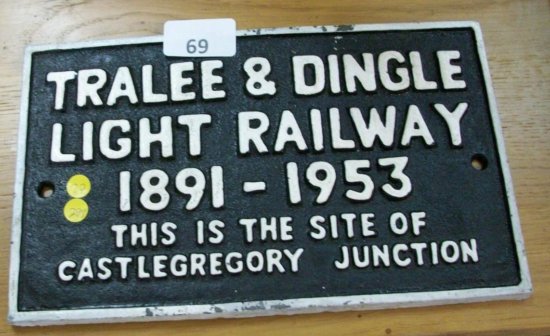 69
TRALEE & DINGLE
LIGHT RAILWAY
1891 - 1953
THIS IS THE SITE OF
CASTLEGREGORY JUNCTION